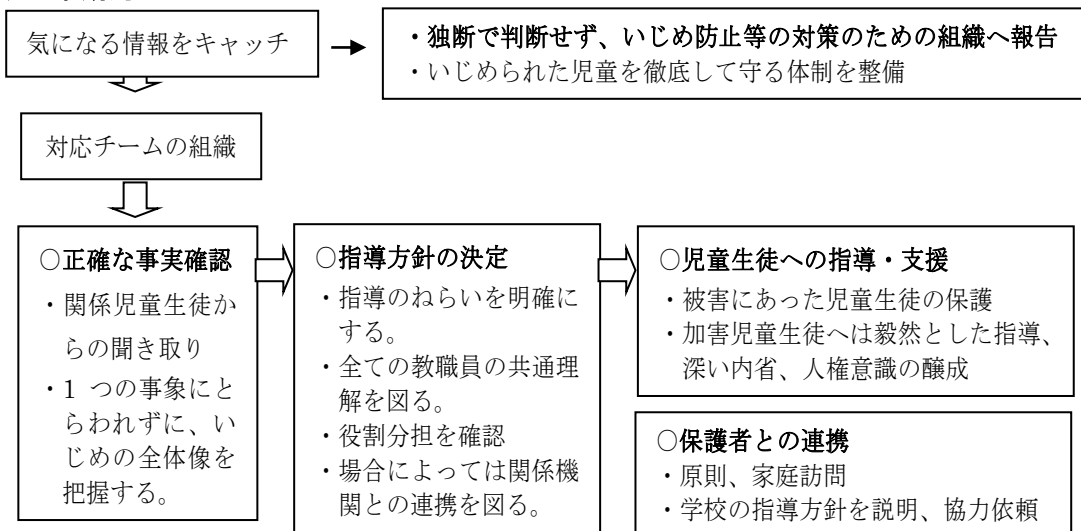 気になる情報をキャッチ
・独断で判断せず、いじめ防止等の対策のための組織へ報告
・いじめられた児童を徹底して守る体制を整備
対応チームの組織
○正確な事実確認
・関係児童生徒か
らの聞き取り
・1 つの事象にと
らわれずに、い
じめの全体像を
把握する。
○指導方針の決定
・指導のねらいを明確に
する。
・全ての教職員の共通理
解を図る。
・役割分担を確認
・場合によっては関係機
関との連携を図る。
○児童生徒への指導・支援
・被害にあった児童生徒の保護
・加害児童生徒へは毅然とした指導、
深い内省、人権意識の醸成
○保護者との連携
・原則、家庭訪問
・学校の指導方針を説明、協力依頼